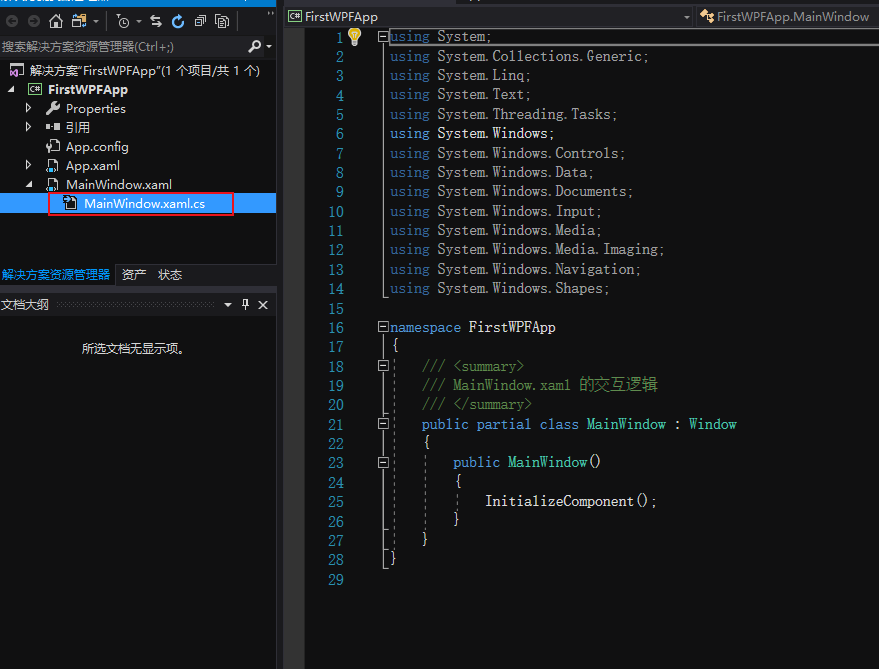 搜索解决方案资源管理器(Ctrl+;)
解决方案"FirstWPFApp"(1 个项目/共 1 个)
C# FirstWPFApp
Properties
引用
App.config
App.xaml
MainWindow.xaml
MainWindow.xaml.cs
解决方案资源管理器 资产 状态
文档大纲
所选文档无显示项。
C# FirstWPFApp FirstWPFApp.MainWindow
1 using System;
2 using System.Collections.Generic;
3 using System.Linq;
4 using System.Text;
5 using System.Threading.Tasks;
6 using System.Windows;
7 using System.Windows.Controls;
8 using System.Windows.Data;
9 using System.Windows.Documents;
10 using System.Windows.Input;
11 using System.Windows.Media;
12 using System.Windows.Media.Imaging;
13 using System.Windows.Navigation;
14 using System.Windows.Shapes;
15
16 namespace FirstWPFApp
17 {
18 /// <summary>
19 /// MainWindow.xaml 的交互逻辑
20 /// </summary>
21 public partial class MainWindow : Window
22 {
23 public MainWindow()
24 {
25 InitializeComponent();
26 }
27 }
28 }
29